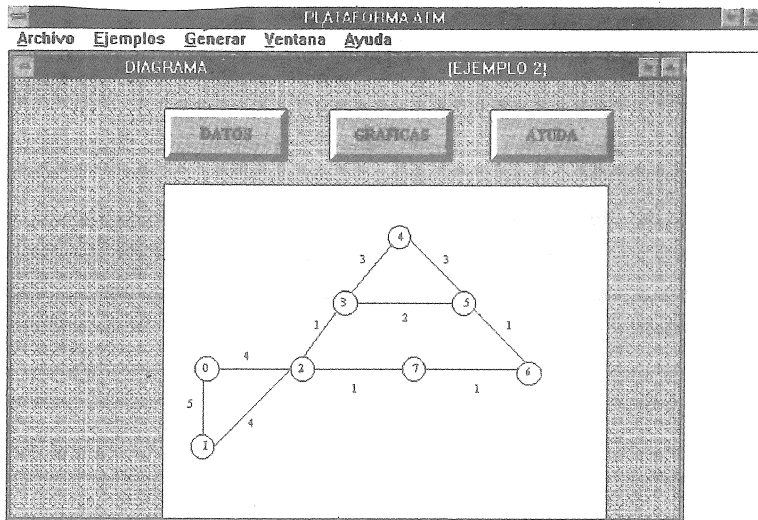 PLATAFORMA ATM
Archivo Ejemplos Generar Ventana Ayuda
DIAGRAMA [EJEMPLO 2]
DATOS GRAFICAS AYUDA
4
3 3
3 5
2
1 1
0 4 2 7 6
1 1
5 4
1